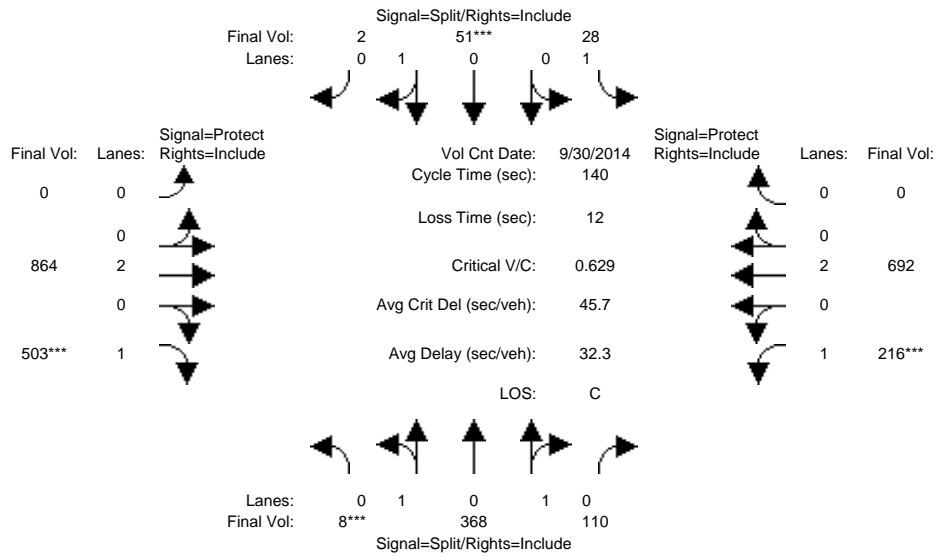 Signal=Split/Rights=Include
Final Vol: 2 51*** 28
Lanes: 0 1 0 0 1
Signal=Protect Signal=Protect
Final Vol: Lanes: Rights=Include Vol Cnt Date: 9/30/2014 Rights=Include Lanes: Final Vol:
Cycle Time (sec): 140
0 0 0 0
Loss Time (sec): 12
0 0
864 2 Critical V/C: 0.629 2 692
0 Avg Crit Del (sec/veh): 45.7 0
503*** 1 Avg Delay (sec/veh): 32.3 1 216***
LOS: C
Lanes: 0 1 0 1 0
Final Vol: 8*** 368 110
Signal=Split/Rights=Include